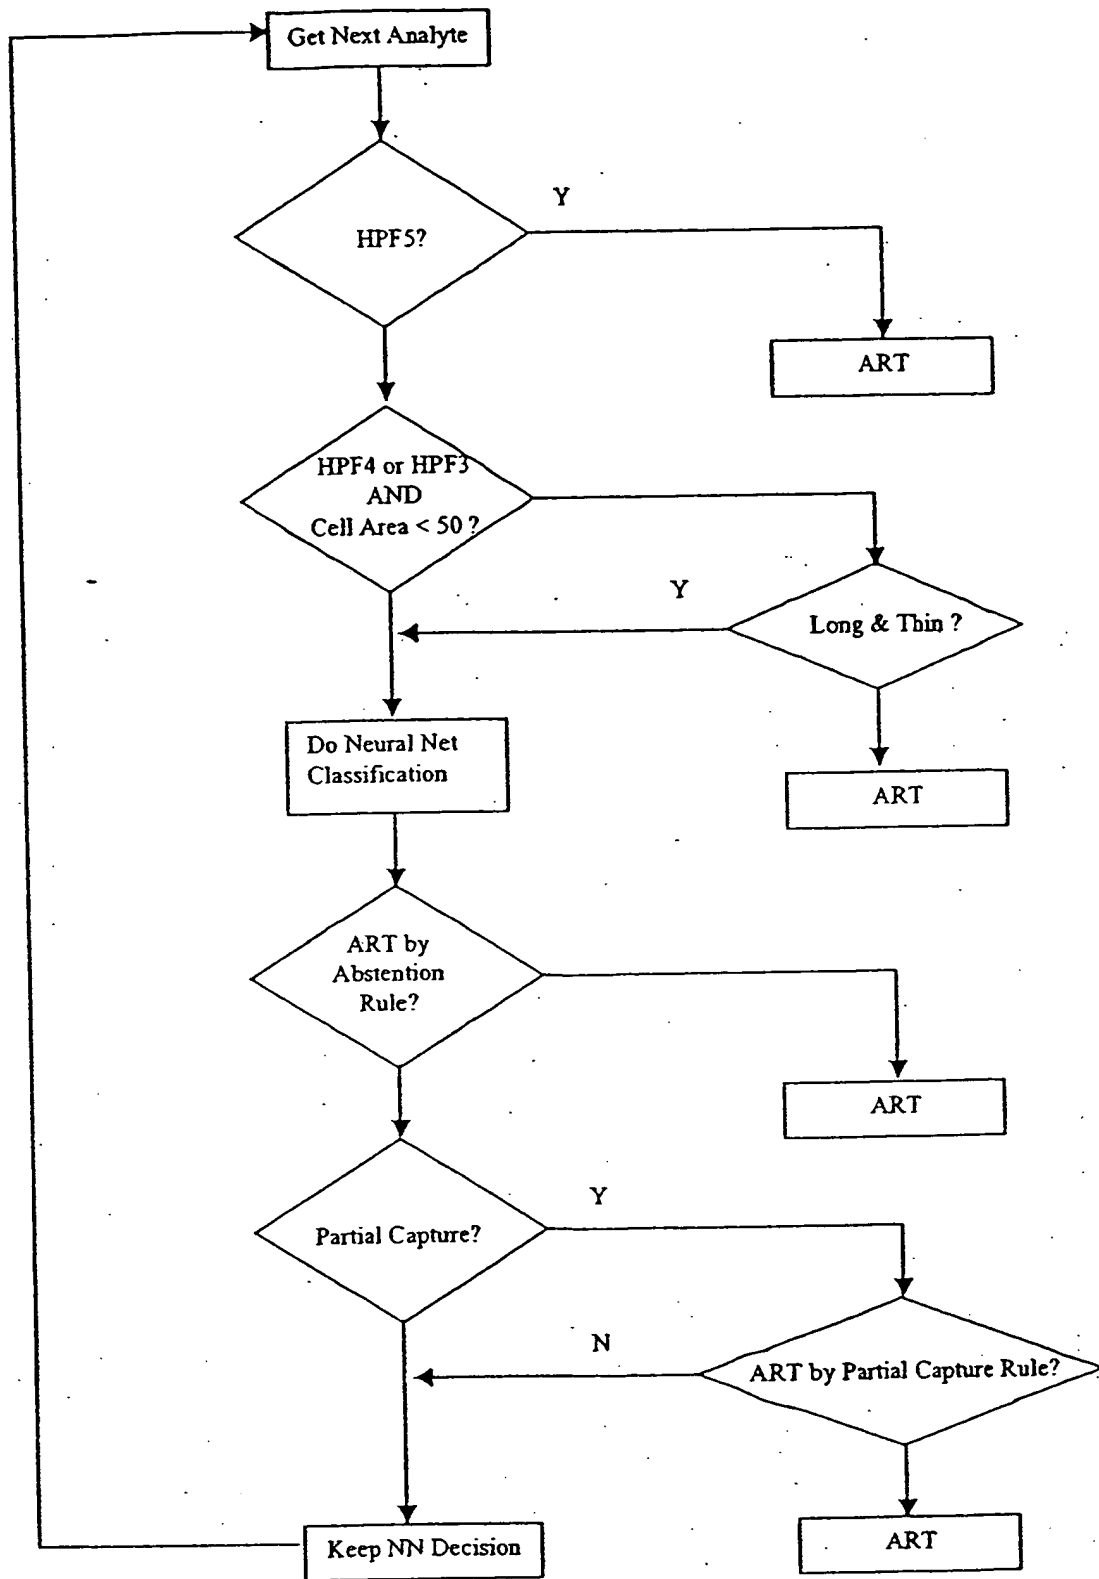 Get Next Analyte
Y
HPF5?
ART
HPF4 or HPF3
AND
Cell Area < 50 ?
Y
Long & Thin ?
Do Neural Net
Classification
ART
ART by
Abstention
Rule?
ART
Y
Partial Capture?
N
ART by Partial Capture Rule?
Keep NN Decision
ART